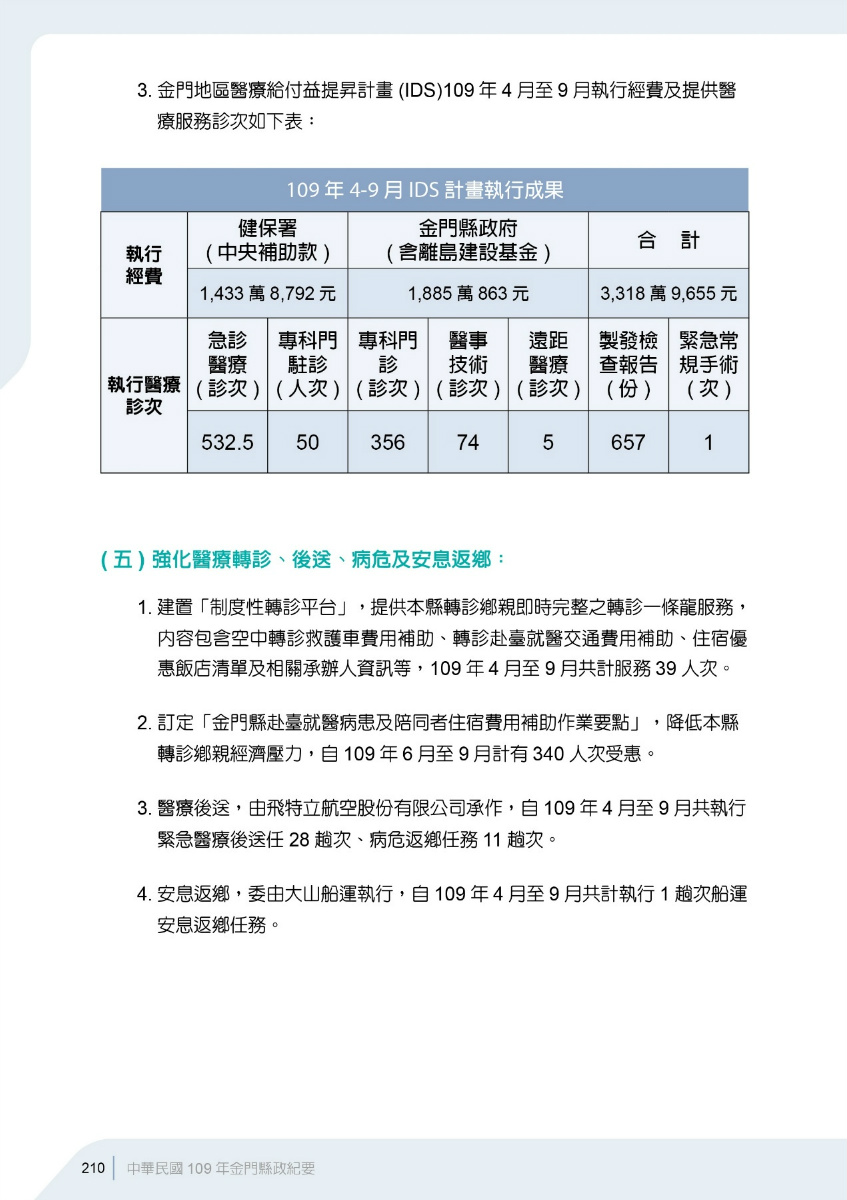 3. 金門地區醫療給付益提昇計畫 (IDS)109 年 4 月至 9 月執行經費及提供醫
療服務診次如下表：
109 年 4-9 月 IDS 計畫執行成果
執行
經費
健保署
( 中央補助款 )
金門縣政府
( 含離島建設基金 )
合 計
1,433 萬 8,792 元
1,885 萬 863 元
3,318 萬 9,655 元
執行醫療
診次
急診
醫療
( 診次 )
專科門
駐診
( 人次 )
專科門
診
( 診次 )
醫事
技術
( 診次 )
遠距
醫療
( 診次 )
製發檢
查報告
( 份 )
緊急常
規手術
( 次 )
532.5
50
356
74
5
657
1
( 五 ) 強化醫療轉診、後送、病危及安息返鄉：
1. 建置「制度性轉診平台」，提供本縣轉診鄉親即時完整之轉診一條龍服務，
內容包含空中轉診救護車費用補助、轉診赴臺就醫交通費用補助、住宿優
惠飯店清單及相關承辦人資訊等，109 年 4 月至 9 月共計服務 39 人次。
2. 訂定「金門縣赴臺就醫病患及陪同者住宿費用補助作業要點」，降低本縣
轉診鄉親經濟壓力，自 109 年 6 月至 9 月計有 340 人次受惠。
3. 醫療後送，由飛特立航空股份有限公司承作，自 109 年 4 月至 9 月共執行
緊急醫療後送任 28 趟次、病危返鄉任務 11 趟次。
4. 安息返鄉，委由大山船運執行，自 109 年 4 月至 9 月共計執行 1 趟次船運
安息返鄉任務。
210 中華民國 109 年金門縣政紀要